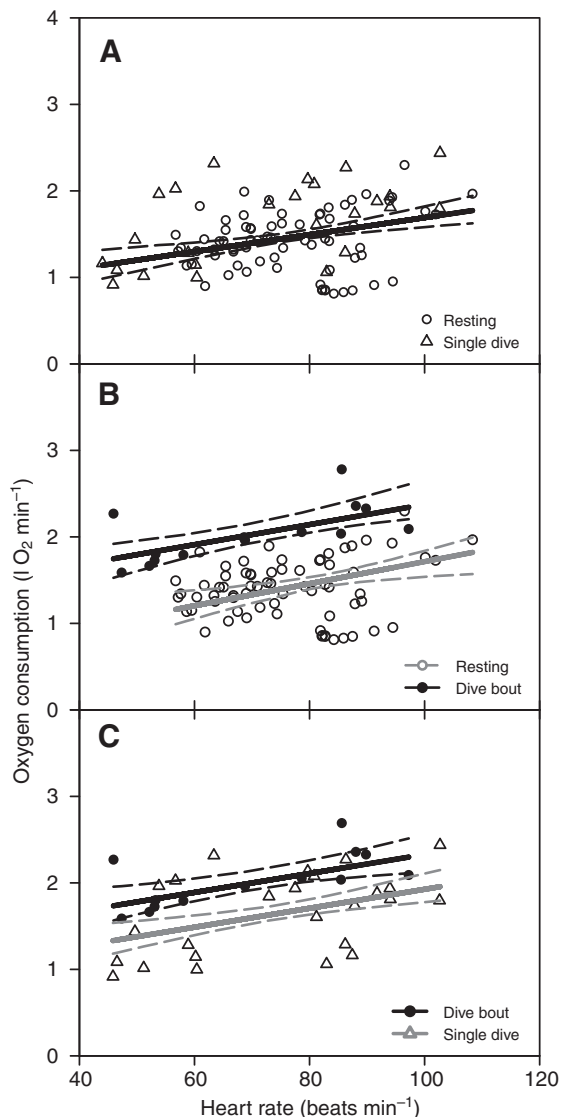 A
4
3
2
1
0
Resting
Single dive
B
3
2
1
0
Resting
Dive bout
C
3
2
1
0
Dive bout
Single dive
40 60 80 100 120
Heart rate (beats min⁻¹)
Oxygen consumption (l O₂ min⁻¹)